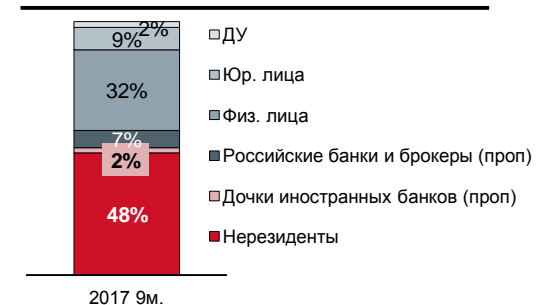 2%
9%
32%
7%
2%
48%
2017 9м.
ДУ
Юр. лица
Физ. лица
Российские банки и брокеры (проп)
Дочки иностранных банков (проп)
Нерезиденты